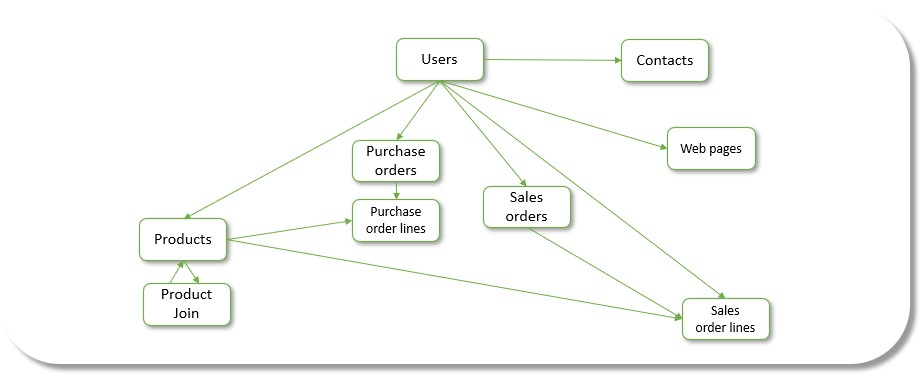 Users
Contacts
Purchase
orders
Web pages
Sales
orders
Purchase
order lines
Products
Product
Join
Sales
order lines